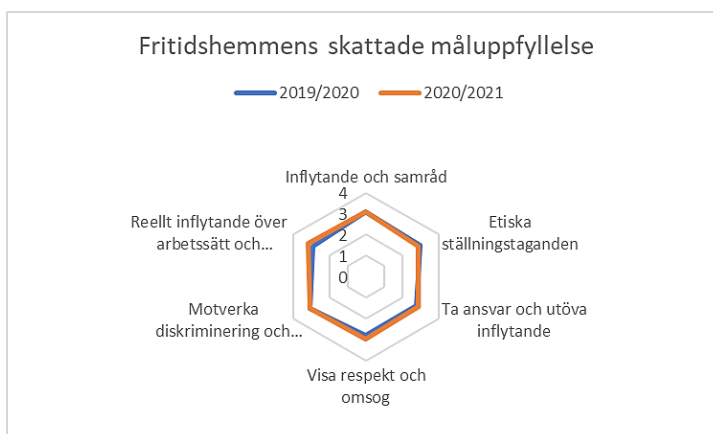 Fritidshemmens skattade måluppfyllelse
2019/2020
2020/2021
Inflytande och samråd
4
3
2
1
0
Etiska
ställningstaganden
Ta ansvar och utöva
inflytande
Visa respekt och
omsog
Motverka
diskriminering och...
Reellt inflytande över
arbetssätt och...